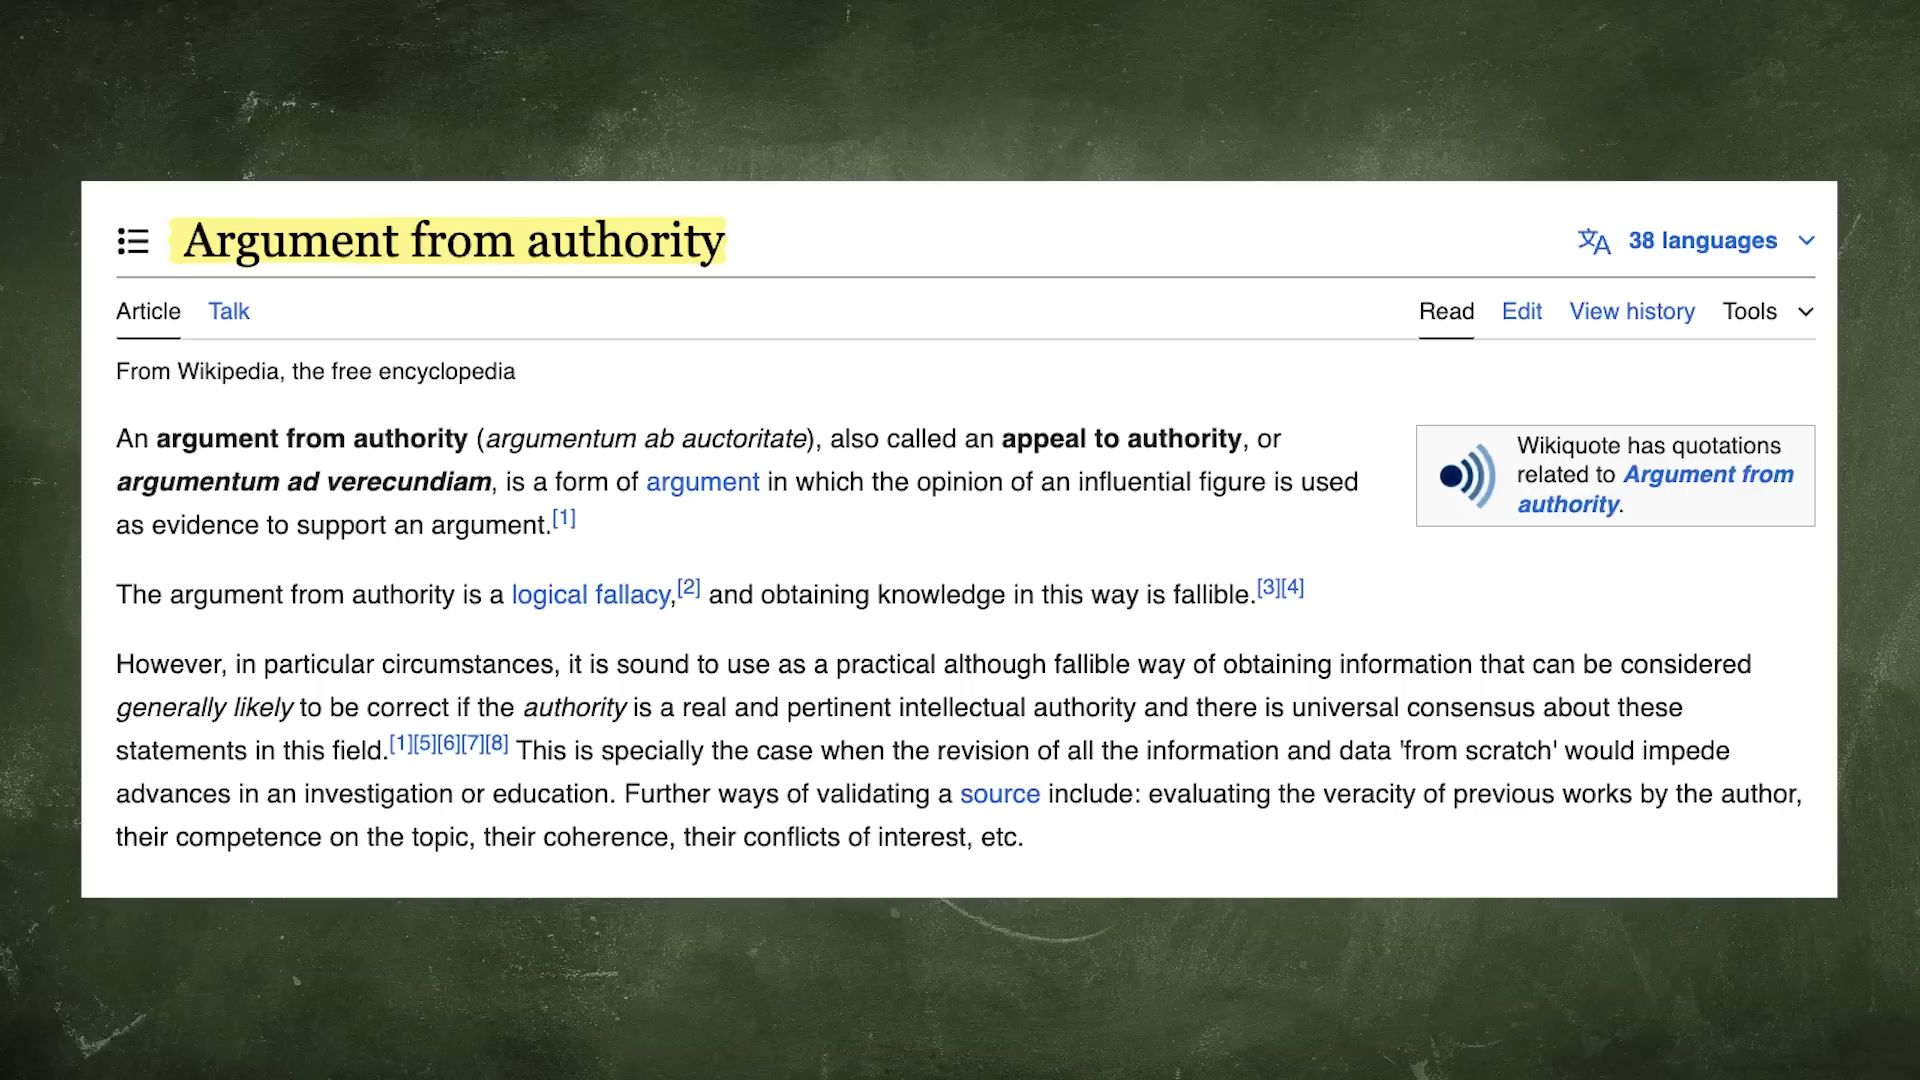 Argument from authority
38 languages
Article Talk
Read Edit View history Tools
From Wikipedia, the free encyclopedia
An argument from authority (argumentum ab auctoritate), also called an appeal to authority, or
argumentum ad verecundiam, is a form of argument in which the opinion of an influential figure is used
as evidence to support an argument.[1]
Wikiquote has quotations
related to Argument from
authority.
The argument from authority is a logical fallacy,[2] and obtaining knowledge in this way is fallible.[3][4]
However, in particular circumstances, it is sound to use as a practical although fallible way of obtaining information that can be considered
generally likely to be correct if the authority is a real and pertinent intellectual authority and there is universal consensus about these
statements in this field.[1][5][6][7][8] This is specially the case when the revision of all the information and data 'from scratch' would impede
advances in an investigation or education. Further ways of validating a source include: evaluating the veracity of previous works by the author,
their competence on the topic, their coherence, their conflicts of interest, etc.